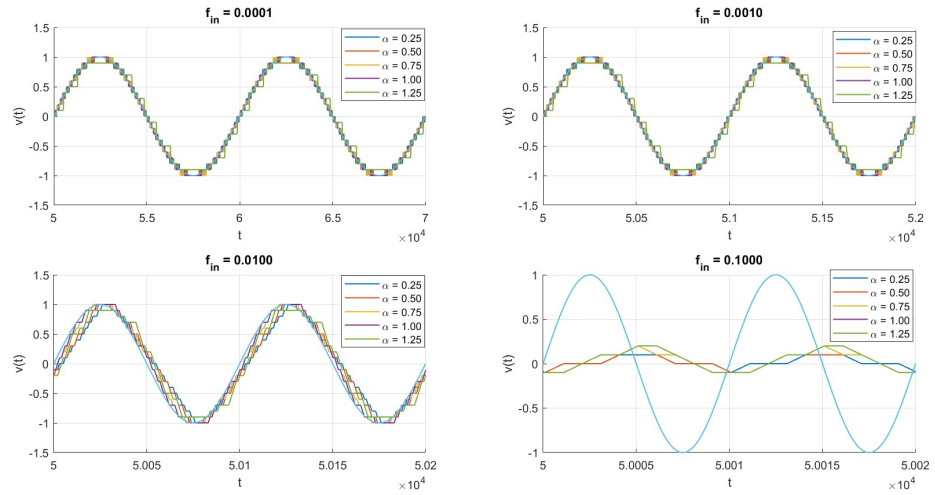 f_in = 0.0001
1.5
1
0.5
0
-0.5
-1
-1.5
v(t)
5
5.5
6
6.5
7
t
×10^4
α = 0.25
α = 0.50
α = 0.75
α = 1.00
α = 1.25
f_in = 0.0010
1.5
1
0.5
0
-0.5
-1
-1.5
v(t)
5
5.05
5.1
5.15
5.2
t
×10^4
α = 0.25
α = 0.50
α = 0.75
α = 1.00
α = 1.25
f_in = 0.0100
1.5
1
0.5
0
-0.5
-1
-1.5
v(t)
5
5.005
5.01
5.015
5.02
t
×10^4
α = 0.25
α = 0.50
α = 0.75
α = 1.00
α = 1.25
f_in = 0.1000
1
0.5
0
-0.5
-1
v(t)
5
5.0005
5.001
5.0015
5.002
t
×10^4
α = 0.25
α = 0.50
α = 0.75
α = 1.00
α = 1.25